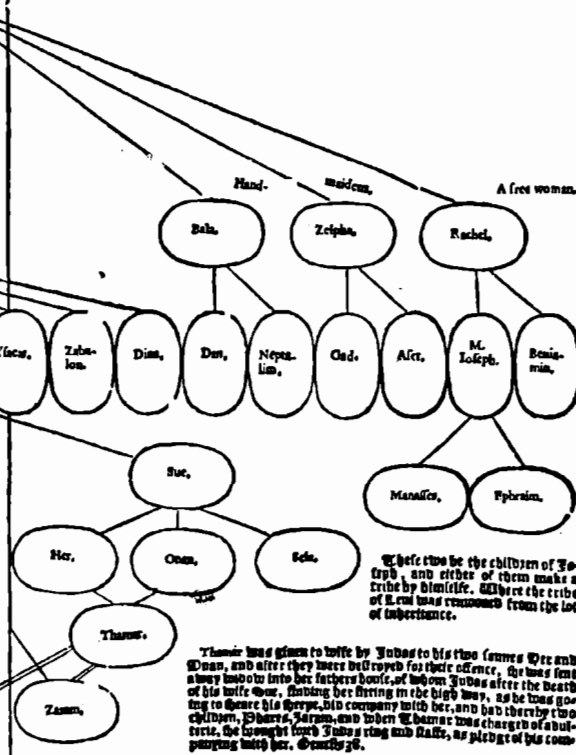 Hand- maidens, A free woman.
Bala, Zelpha, Rachel,
Zabu-
lon,
Dina, Dan, Nepta-
lim,
Gad, Aser,
M.
Ioseph.
Benia-
min,
Sue,
Manasses, Ephraim,
Her, Onan, Sela,
These two be the children of Jo-
seph, and either of them make a
tribe by himselfe. Where the tribe
of Leui was remooued from the lot
of inheritance.
Thamar,
Thamar was giuen to wife by Judas to his two sonnes Her and
Onan, and after they were destroyed for their offence, she was sent
away widow into her fathers house, of whom Judas after the death
of his wife Sue, finding her sitting in the high way, as he was go-
ing to sheare his sheepe, did company with her, and had thereby two
children, Phares, Zaram, and when Thamar was charged of adul-
terie, she brought forth Judas ring and staffe, as pledges of his com-
panying with her. Genesis 38.
Zaram,